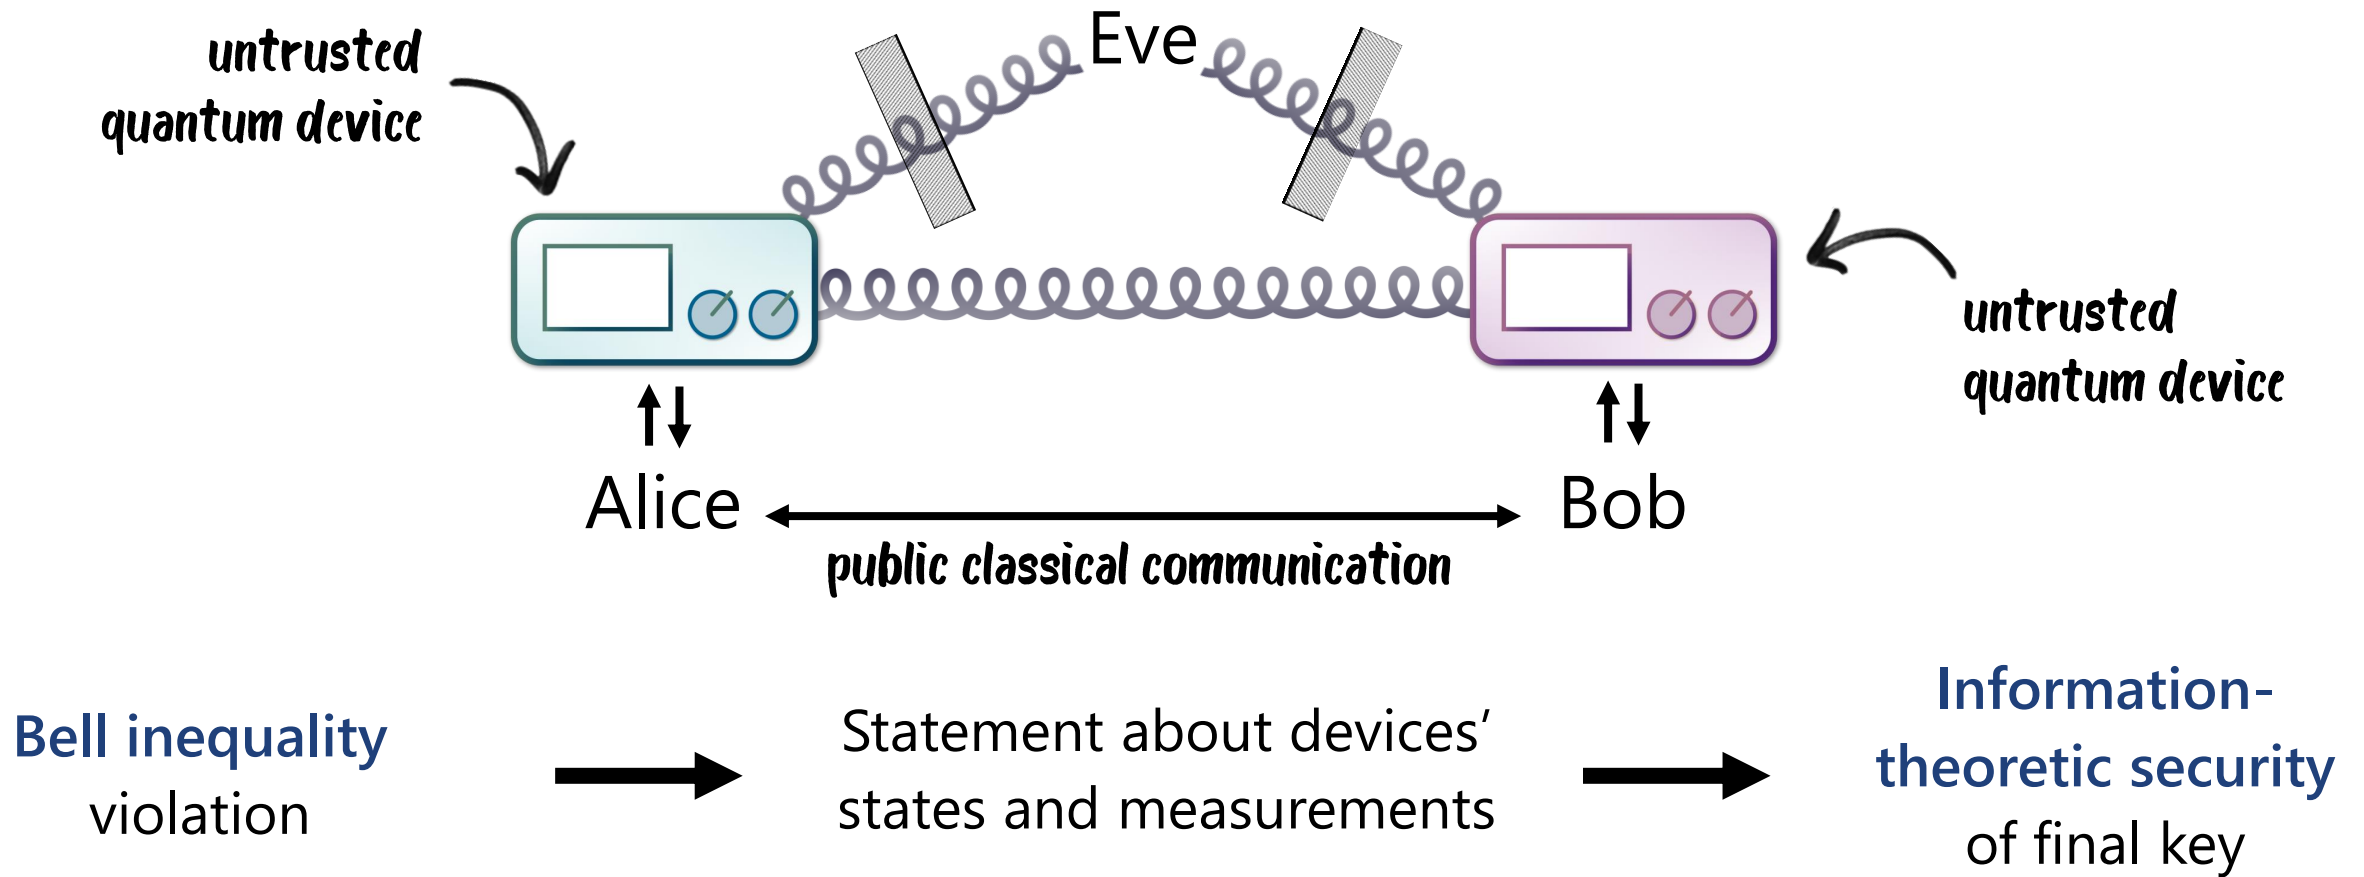 untrusted
quantum device
Eve
untrusted
quantum device
Alice
Bob
public classical communication
Bell inequality
violation
Statement about devices’
states and measurements
Information-
theoretic security
of final key